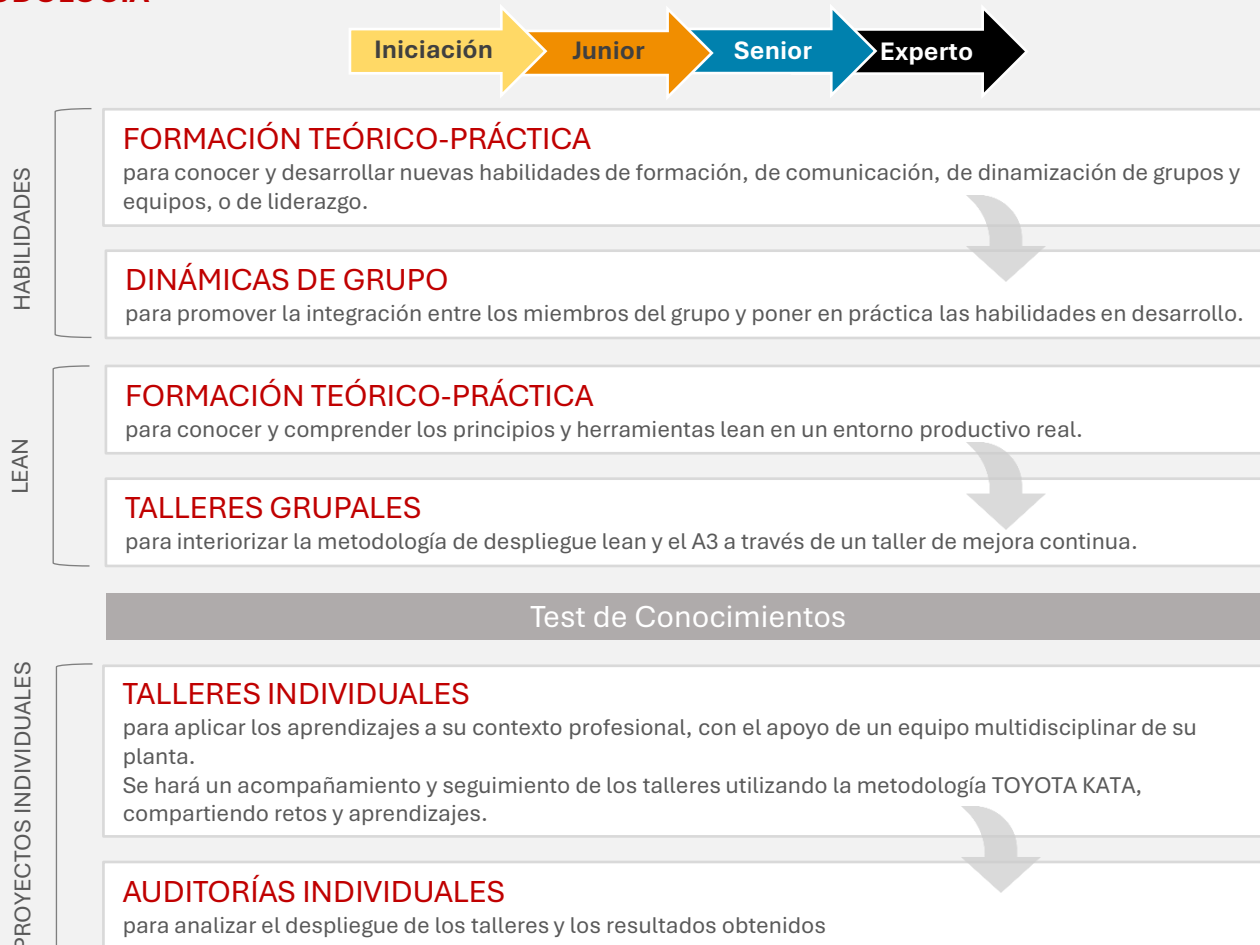 Iniciación
Junior
Senior
Experto
HABILIDADES
FORMACIÓN TEÓRICO-PRÁCTICA
para conocer y desarrollar nuevas habilidades de formación, de comunicación, de dinamización de grupos y
equipos, o de liderazgo.
DINÁMICAS DE GRUPO
para promover la integración entre los miembros del grupo y poner en práctica las habilidades en desarrollo.
LEAN
FORMACIÓN TEÓRICO-PRÁCTICA
para conocer y comprender los principios y herramientas lean en un entorno productivo real.
TALLERES GRUPALES
para interiorizar la metodología de despliegue lean y el A3 a través de un taller de mejora continua.
Test de Conocimientos
PROYECTOS INDIVIDUALES
TALLERES INDIVIDUALES
para aplicar los aprendizajes a su contexto profesional, con el apoyo de un equipo multidisciplinar de su
planta.
Se hará un acompañamiento y seguimiento de los talleres utilizando la metodología TOYOTA KATA,
compartiendo retos y aprendizajes.
AUDITORÍAS INDIVIDUALES
para analizar el despliegue de los talleres y los resultados obtenidos